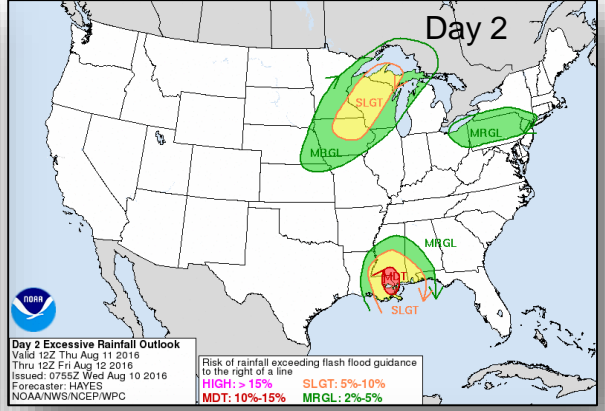 Day 2
SLGT
MRGL
MRGL
MRGL
MDT
SLGT
NOAA
Day 2 Excessive Rainfall Outlook
Valid 12Z Thu Aug 11 2016
Thru 12Z Fri Aug 12 2016
Issued: 0755Z Wed Aug 10 2016
Forecaster: HAYES
NOAA/NWS/NCEP/WPC
Risk of rainfall exceeding flash flood guidance
to the right of a line
HIGH: > 15% SLGT: 5%-10%
MDT: 10%-15% MRGL: 2%-5%